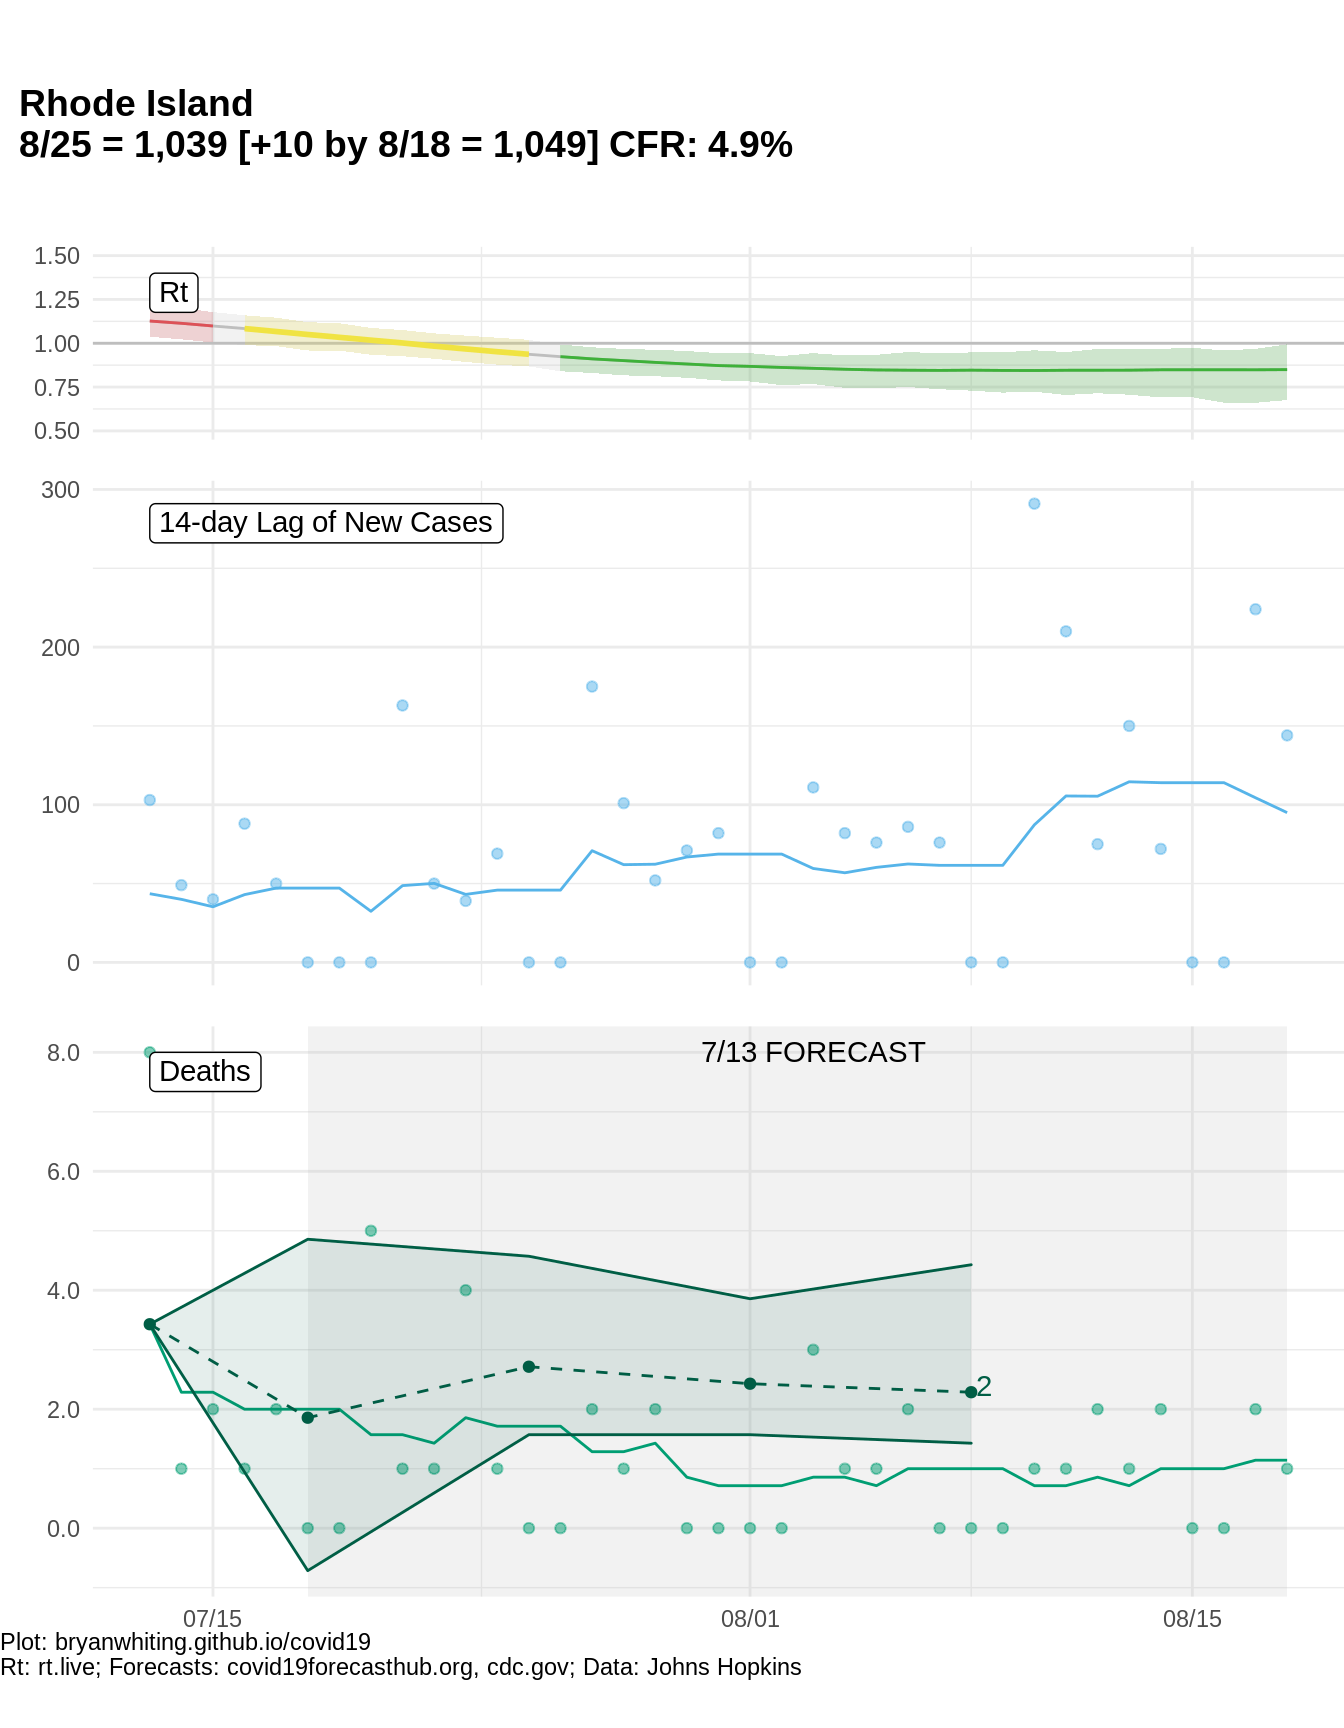 Rhode Island
8/25 = 1,039 [+10 by 8/18 = 1,049] CFR: 4.9%
1.50
1.25
1.00
0.75
0.50
Rt
300
200
100
0
14-day Lag of New Cases
8.0
6.0
4.0
2.0
0.0
Deaths
7/13 FORECAST
2
07/15
08/01
08/15
Plot: bryanwhiting.github.io/covid19
Rt: rt.live; Forecasts: covid19forecasthub.org, cdc.gov; Data: Johns Hopkins